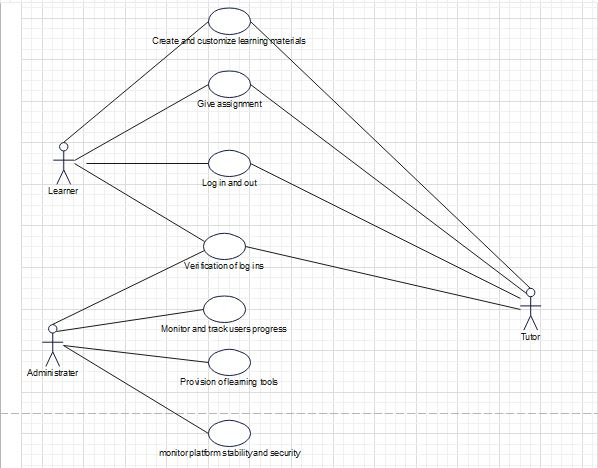 Create and customize learning materials
Give assignment
Log in and out
Learner
Verification of log ins
Monitor and track users progress
Tutor
Administrater
Provision of learning tools
monitor platform stability and security